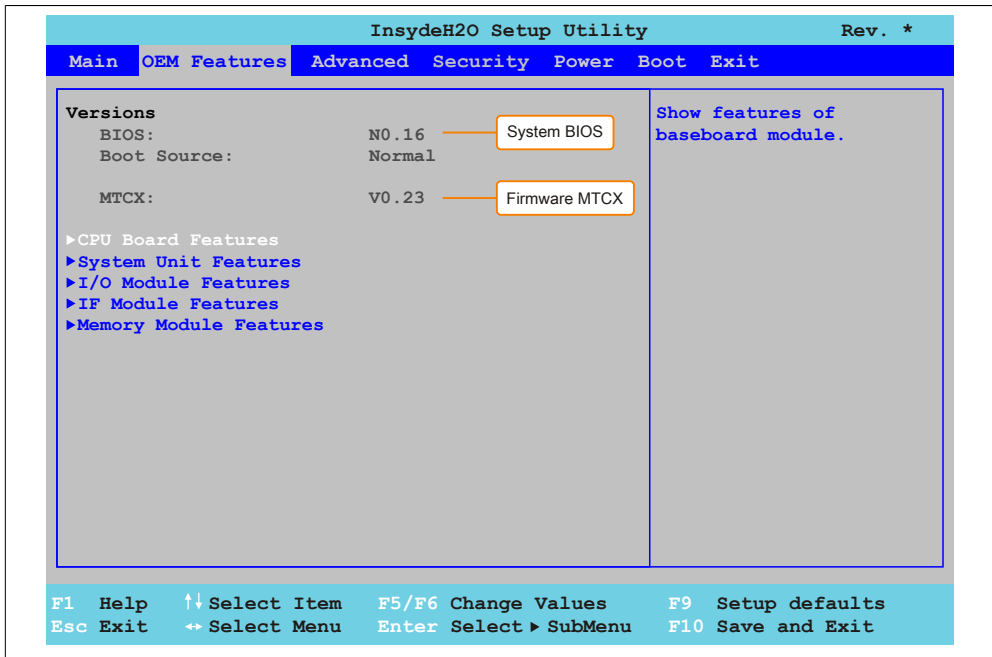 InsydeH2O Setup Utility Rev. *
Main OEM Features Advanced Security Power Boot Exit
Versions
BIOS: N0.16 System BIOS
Boot Source: Normal
MTCX: V0.23 Firmware MTCX
▶CPU Board Features
▶System Unit Features
▶I/O Module Features
▶IF Module Features
▶Memory Module Features
Show features of
baseboard module.
F1 Help ↑↓ Select Item F5/F6 Change Values F9 Setup defaults
Esc Exit ↔ Select Menu Enter Select ▶ SubMenu F10 Save and Exit